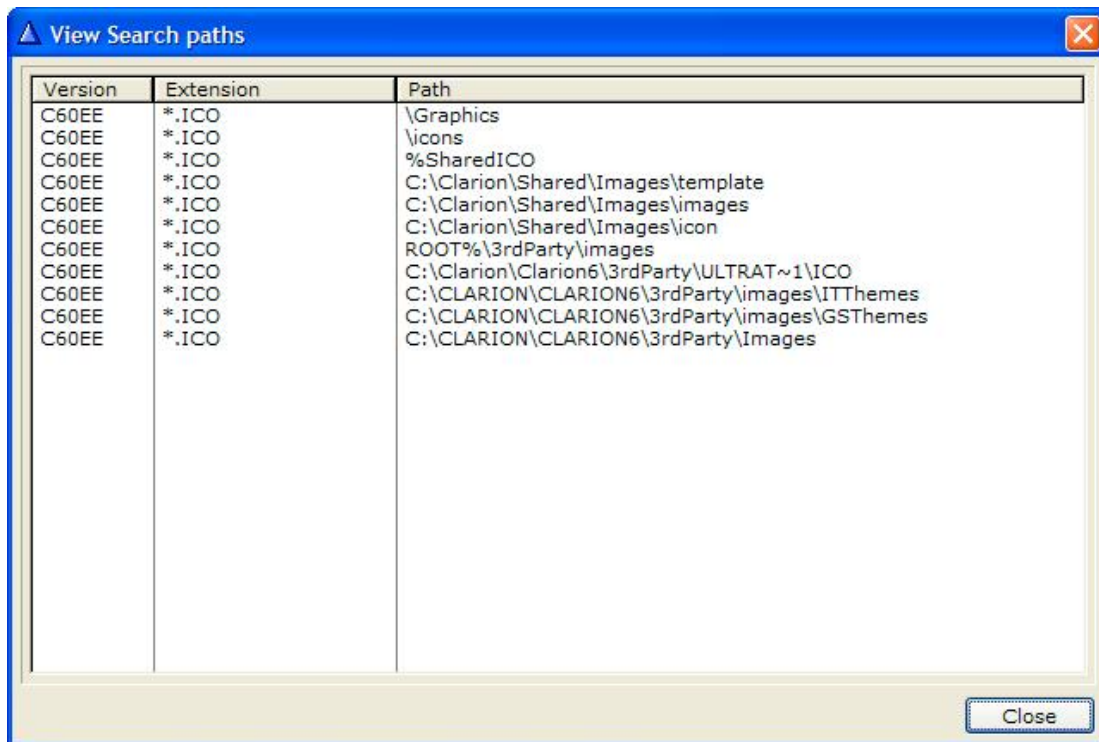 View Search paths
Version Extension Path
C60EE *.ICO \Graphics
C60EE *.ICO \icons
C60EE *.ICO %SharedICO
C60EE *.ICO C:\Clarion\Shared\Images\template
C60EE *.ICO C:\Clarion\Shared\Images\images
C60EE *.ICO C:\Clarion\Shared\Images\icon
C60EE *.ICO ROOT%\3rdParty\images
C60EE *.ICO C:\Clarion\Clarion6\3rdParty\ULTRAT~1\ICO
C60EE *.ICO C:\CLARION\CLARION6\3rdParty\images\ITThemes
C60EE *.ICO C:\CLARION\CLARION6\3rdParty\images\GSThemes
C60EE *.ICO C:\CLARION\CLARION6\3rdParty\Images
Close